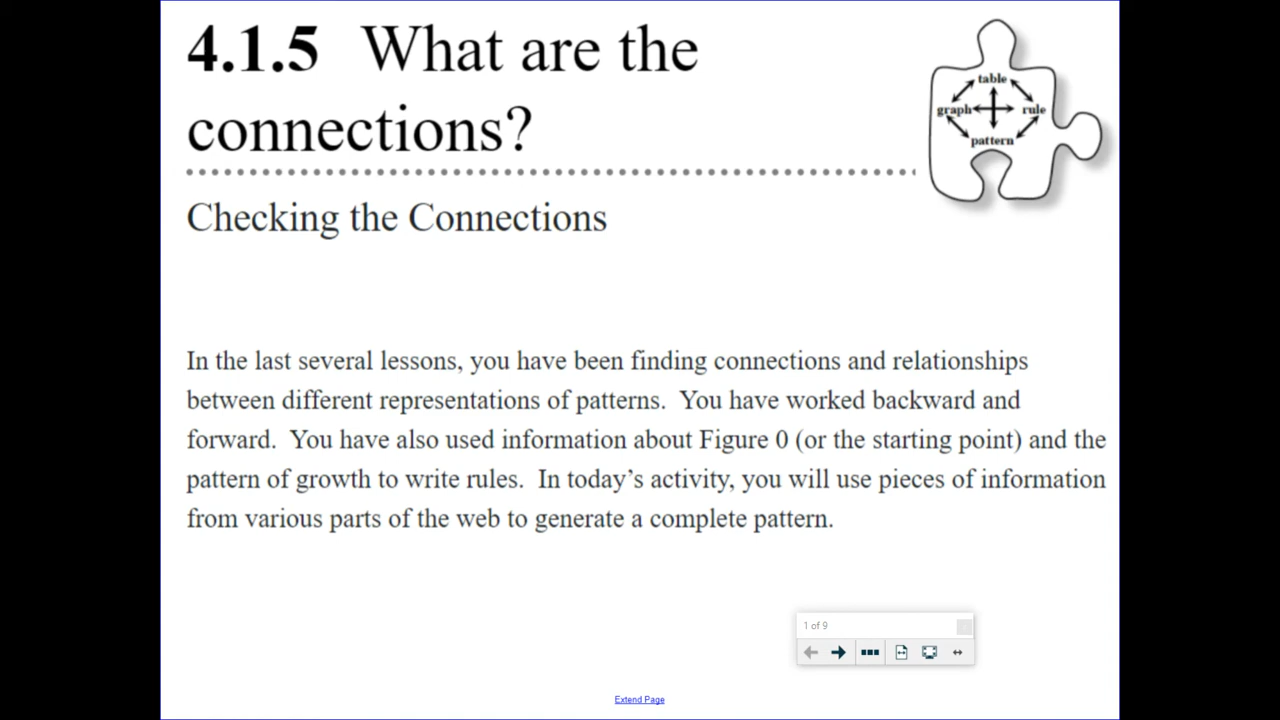 4.1.5 What are the
connections?
table
graph
rule
pattern
Checking the Connections
In the last several lessons, you have been finding connections and relationships
between different representations of patterns. You have worked backward and
forward. You have also used information about Figure 0 (or the starting point) and the
pattern of growth to write rules. In today’s activity, you will use pieces of information
from various parts of the web to generate a complete pattern.
1 of 9
Extend Page